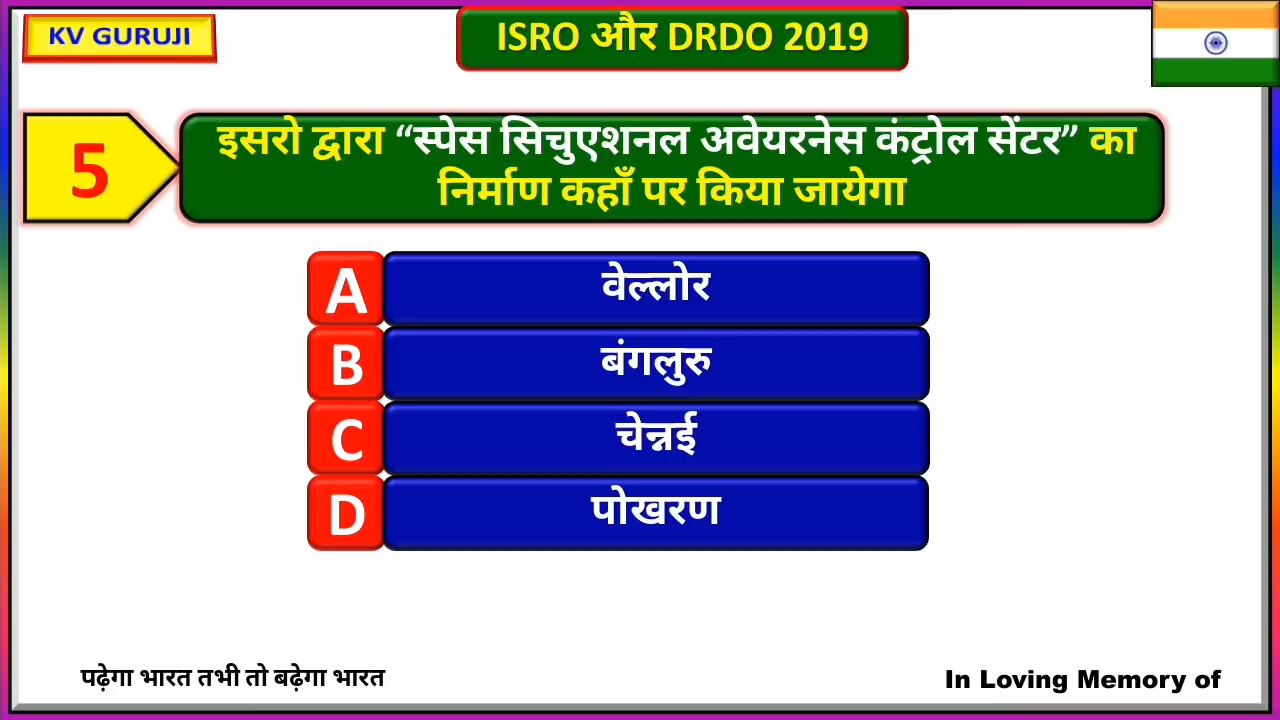 KV GURUJI
ISRO और DRDO 2019
5
इसरो द्वारा “स्पेस सिचुएशनल अवेयरनेस कंट्रोल सेंटर” का
निर्माण कहाँ पर किया जायेगा
A वेल्लोर
B बंगलुरु
C चेन्नई
D पोखरण
पढ़ेगा भारत तभी तो बढ़ेगा भारत
In Loving Memory of